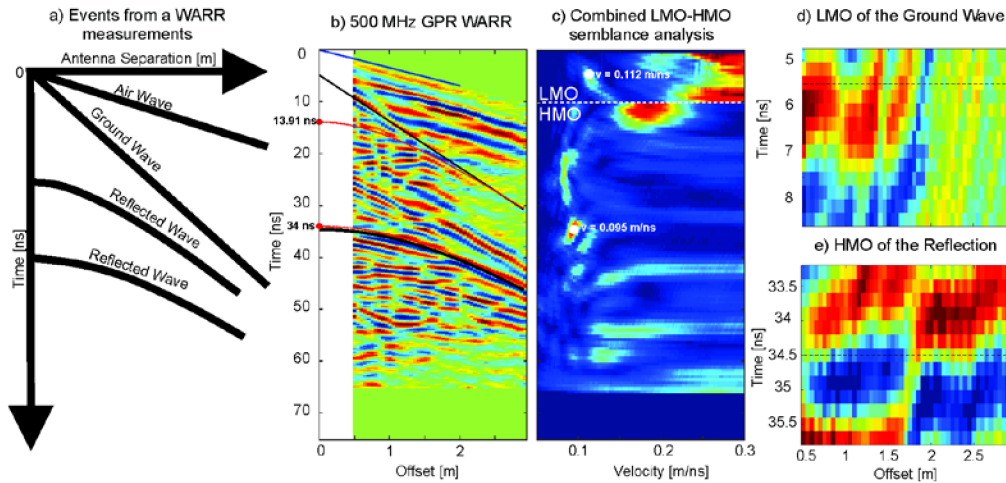 a) Events from a WARR
measurements
Antenna Separation [m]
0
Air Wave
Ground Wave
Reflected Wave
Reflected Wave
Time [ns]
b) 500 MHz GPR WARR
0
10
13.91 ns
20
30
34 ns
40
50
60
70
Time [ns]
0 1 2
Offset [m]
c) Combined LMO-HMO
semblance analysis
v = 0.112 m/ns
LMO
HMO
v = 0.095 m/ns
0.1 0.2 0.3
Velocity [m/ns]
d) LMO of the Ground Wave
5
6
7
8
Time [ns]
e) HMO of the Reflection
33.5
34
34.5
35
35.5
Time [ns]
0.5 1 1.5 2 2.5
Offset [m]